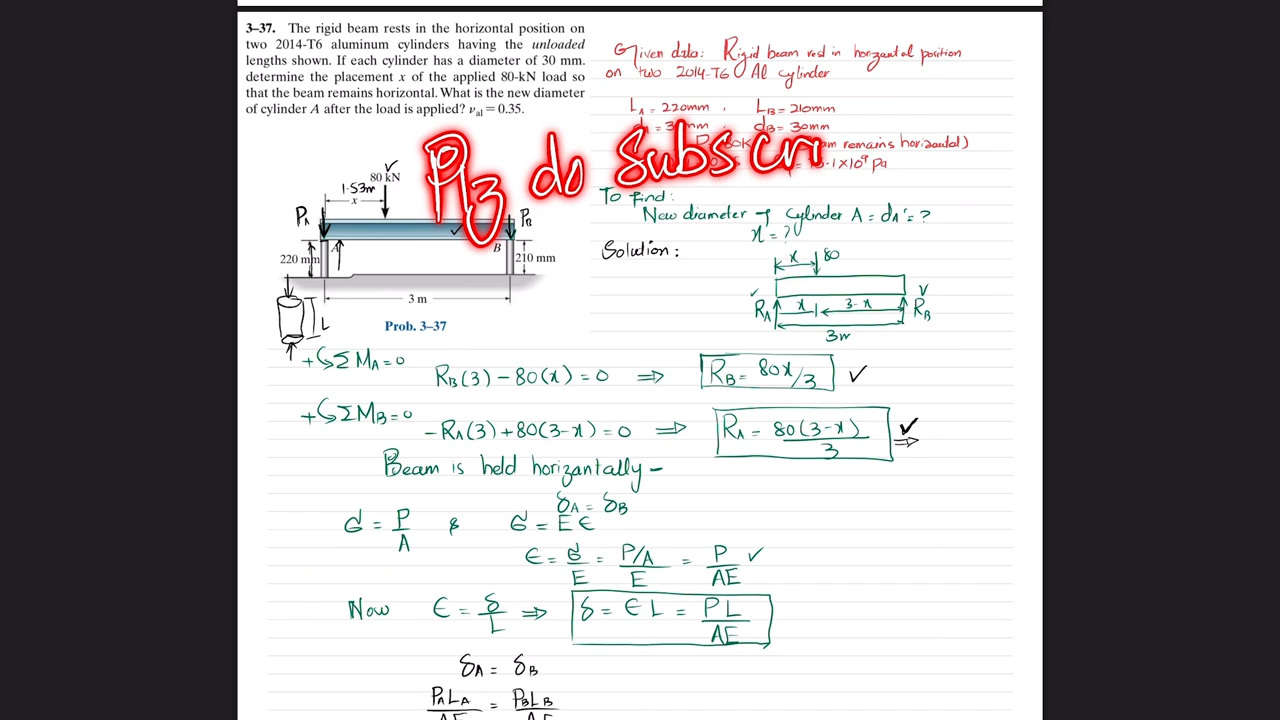 3–37. The rigid beam rests in the horizontal position on
two 2014-T6 aluminum cylinders having the unloaded
lengths shown. If each cylinder has a diameter of 30 mm.
determine the placement x of the applied 80-kN load so
that the beam remains horizontal. What is the new diameter
of cylinder A after the load is applied? νal = 0.35.
Given data: Rigid beam rest in horizontal position
on two 2014-T6 Al cylinder
LA = 220mm , LB = 210mm
dB = 30mm
remains horizontal)
Plz do Subscri
80 kN
1.53m
x
PA
PB
A
B
220 mm
210 mm
3 m
L
Prob. 3–37
To find:
New diameter of cylinder A = dA' = ?
x = ?
Solution:
x 80
RA x 3-x RB
3m
+ ΣMA=0
RB(3) - 80(x) = 0 ⇒ RB = 80x/3 ✓
+ ΣMB=0
-RA(3) + 80(3-x) = 0 ⇒ RA = 80(3-x)/3 ✓ ⇒
Beam is held horizantally -
δA = δB
σ = P/A & σ = E ϵ
ϵ = σ/E = P/A/E = P/AE ✓
Now ϵ = δ/L ⇒ δ = ϵ L = PL/AE
δA = δB
PALA/AE = PBLB/AE